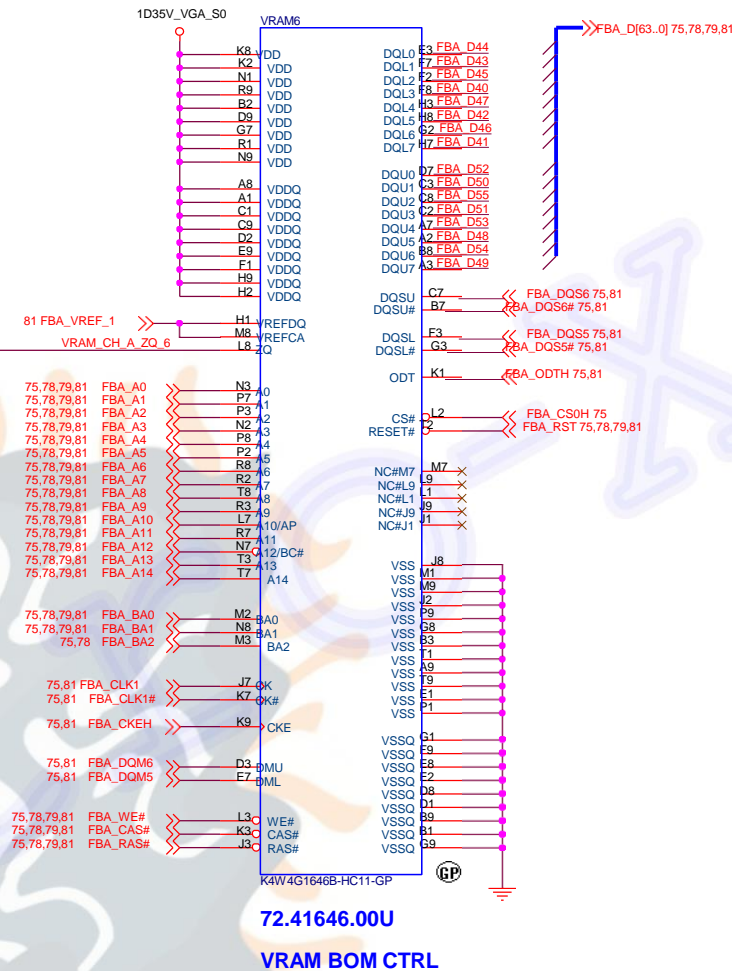 1D35V_VGA_S0
VRAM6
FBA_D[63..0] 75,78,79,81
K8 VDD DQL0 E3 FBA_D44
K2 VDD DQL1 F7 FBA_D43
N1 VDD DQL2 F2 FBA_D45
R9 VDD DQL3 F8 FBA_D40
B2 VDD DQL4 H3 FBA_D47
D9 VDD DQL5 H8 FBA_D42
G7 VDD DQL6 G2 FBA_D46
R1 VDD DQL7 H7 FBA_D41
N9 VDD
DQU0 D7 FBA_D52
A8 VDDQ DQU1 C3 FBA_D50
A1 VDDQ DQU2 C8 FBA_D55
C1 VDDQ DQU3 C2 FBA_D51
C9 VDDQ DQU4 A7 FBA_D53
D2 VDDQ DQU5 A2 FBA_D48
E9 VDDQ DQU6 B8 FBA_D54
F1 VDDQ DQU7 A3 FBA_D49
H9 VDDQ
H2 VDDQ DQSU C7 FBA_DQS6 75,81
DQSU# B7 FBA_DQS6# 75,81
81 FBA_VREF_1 H1 VREFDQ
M8 VREFCA DQSL F3 FBA_DQS5 75,81
VRAM_CH_A_ZQ_6 L8 ZQ DQSL# G3 FBA_DQS5# 75,81
ODT K1 FBA_ODTH 75,81
75,78,79,81 FBA_A0 N3 A0
75,78,79,81 FBA_A1 P7 A1
75,78,79,81 FBA_A2 P3 A2 CS# L2 FBA_CS0H 75
75,78,79,81 FBA_A3 N2 A3 RESET# T2 FBA_RST 75,78,79,81
75,78,79,81 FBA_A4 P8 A4
75,78,79,81 FBA_A5 P2 A5
75,78,79,81 FBA_A6 R8 A6 NC#M7 M7
75,78,79,81 FBA_A7 R2 A7 NC#L9 L9
75,78,79,81 FBA_A8 T8 A8 NC#L1 L1
75,78,79,81 FBA_A9 R3 A9 NC#J9 J9
75,78,79,81 FBA_A10 L7 A10/AP NC#J1 J1
75,78,79,81 FBA_A11 R7 A11
75,78,79,81 FBA_A12 N7 A12/BC#
75,78,79,81 FBA_A13 T3 A13 VSS J8
75,78,79,81 FBA_A14 T7 A14 VSS M1
VSS M9
VSS J2
75,78,79,81 FBA_BA0 M2 BA0 VSS P9
75,78,79,81 FBA_BA1 N8 BA1 VSS G8
75,78 FBA_BA2 M3 BA2 VSS B3
VSS T1
VSS A9
75,81 FBA_CLK1 J7 CK VSS T9
75,81 FBA_CLK1# K7 CK# VSS E1
VSS P1
75,81 FBA_CKEH K9 CKE
VSSQ G1
VSSQ F9
75,81 FBA_DQM6 D3 DMU VSSQ E8
75,81 FBA_DQM5 E7 DML VSSQ E2
VSSQ D8
VSSQ D1
75,78,79,81 FBA_WE# L3 WE# VSSQ B9
75,78,79,81 FBA_CAS# K3 CAS# VSSQ B1
75,78,79,81 FBA_RAS# J3 RAS# VSSQ G9
K4W4G1646B-HC11-GP
GP
72.41646.00U
VRAM BOM CTRL